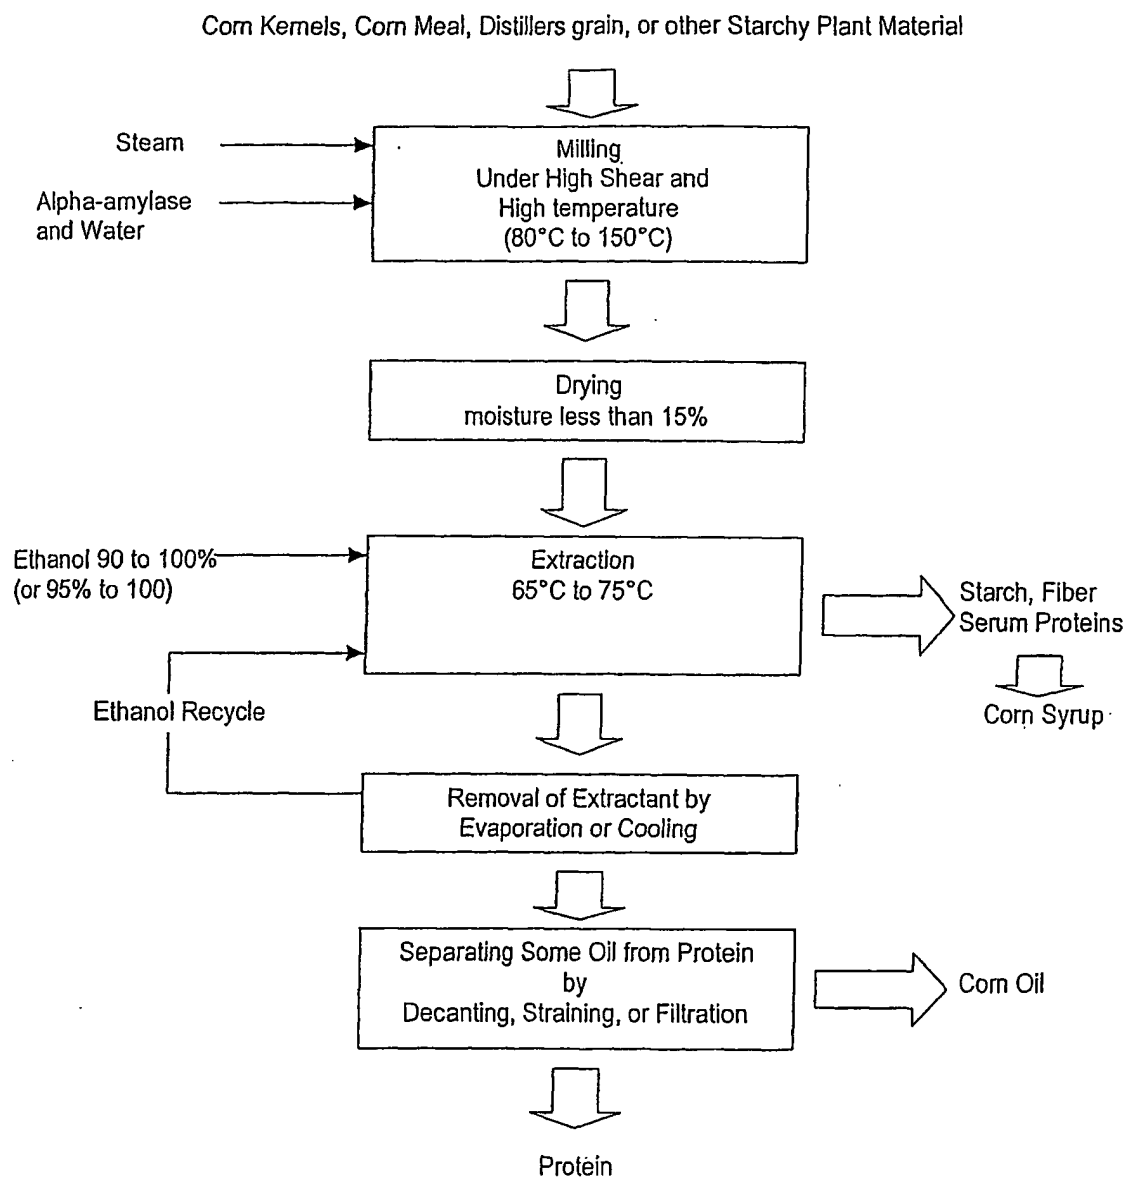 Corn Kernels, Corn Meal, Distillers grain, or other Starchy Plant Material
Steam
Alpha-amylase
and Water
Milling
Under High Shear and
High temperature
(80°C to 150°C)
Drying
moisture less than 15%
Ethanol 90 to 100%
(or 95% to 100)
Extraction
65°C to 75°C
Starch, Fiber
Serum Proteins
Corn Syrup
Ethanol Recycle
Removal of Extractant by
Evaporation or Cooling
Separating Some Oil from Protein
by
Decanting, Straining, or Filtration
Corn Oil
Protein